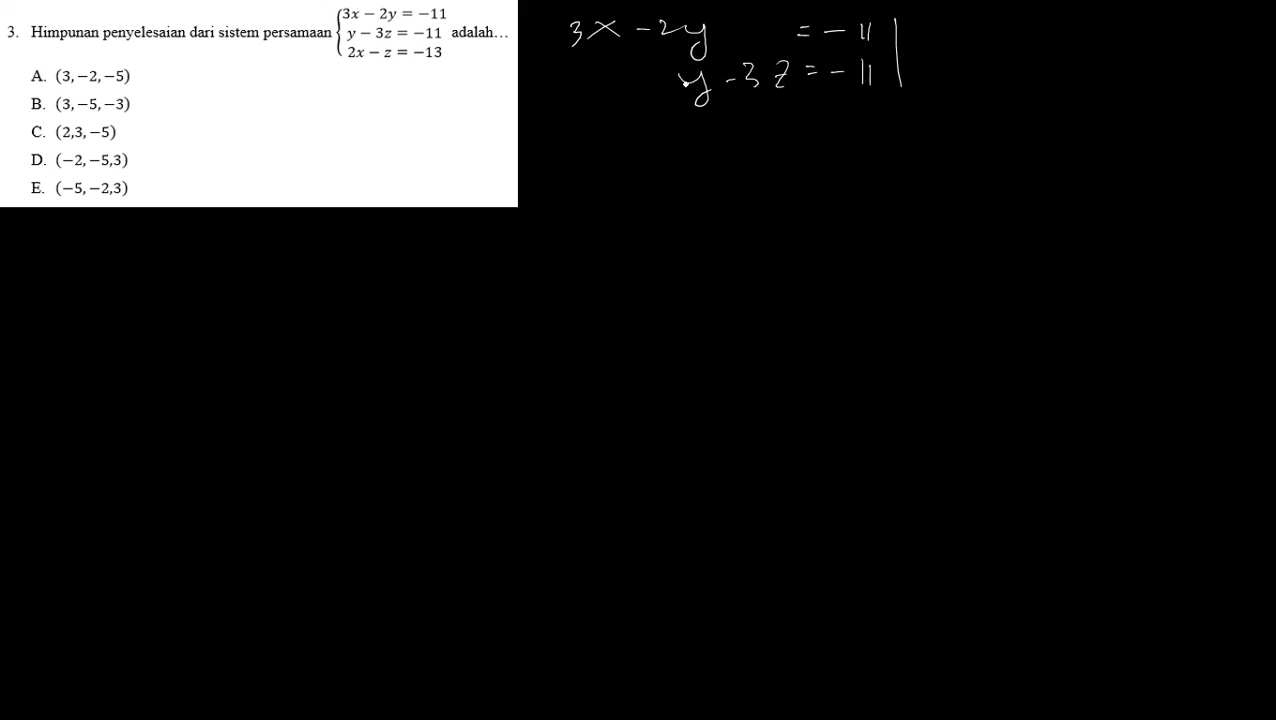 3. Himpunan penyelesaian dari sistem persamaan {3x − 2y = −11
y − 3z = −11 adalah…
2x − z = −13
A. (3, −2, −5)
B. (3, −5, −3)
C. (2,3, −5)
D. (−2, −5,3)
E. (−5, −2,3)
3x - 2y = - 11
y - 3z = - 11